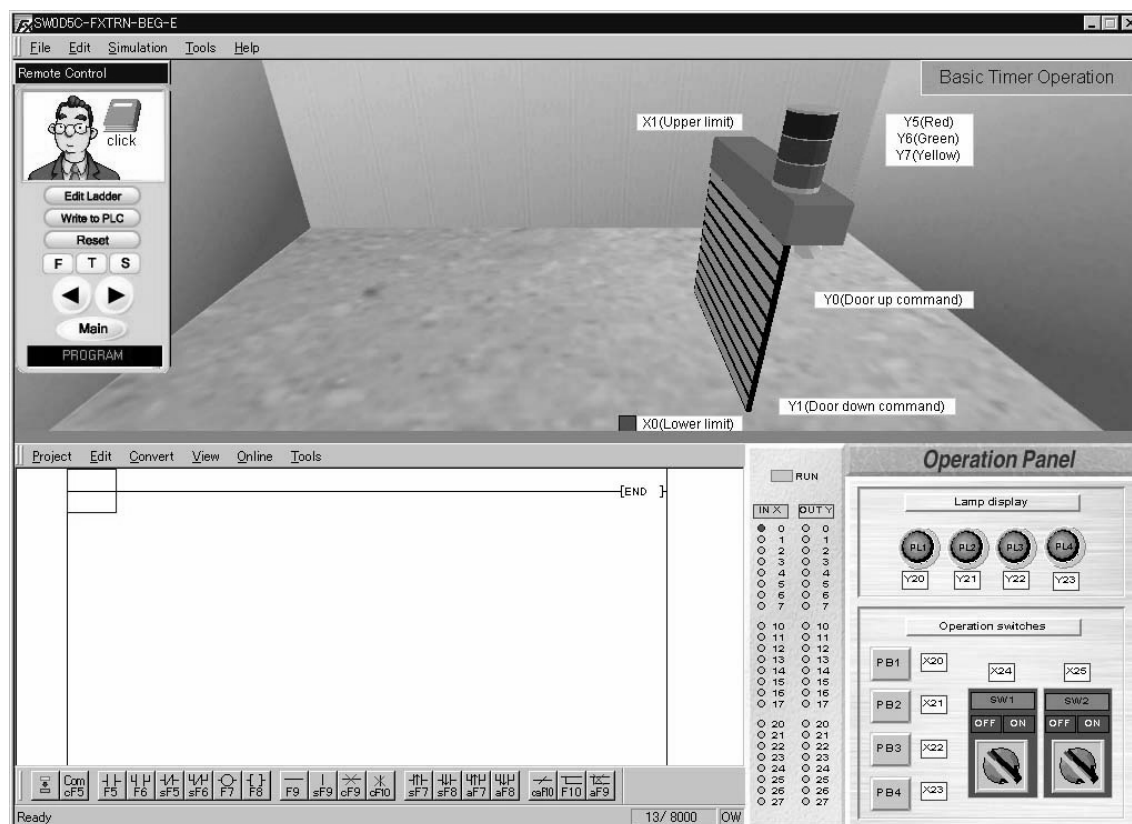 FX SW0D5C-FXTRN-BEG-E
File Edit Simulation Tools Help
Remote Control
click
Edit Ladder
Write to PLC
Reset
F T S
Main
PROGRAM
Basic Timer Operation
X1(Upper limit)
Y5(Red)
Y6(Green)
Y7(Yellow)
Y0(Door up command)
Y1(Door down command)
X0(Lower limit)
Project Edit Convert View Online Tools
END
Com
cF5 F5 F6 sF5 sF6 F7 F8 F9 sF9 cF9 cF10 sF7 sF8 aF7 aF8 caF10 F10 aF9
Ready 13/ 8000 OW
RUN
IN X OUT Y
0 0
1 1
2 2
3 3
4 4
5 5
6 6
7 7
10 10
11 11
12 12
13 13
14 14
15 15
16 16
17 17
20 20
21 21
22 22
23 23
24 24
25 25
26 26
27 27
Operation Panel
Lamp display
PL1 PL2 PL3 PL4
Y20 Y21 Y22 Y23
Operation switches
PB1 X20
PB2 X21
PB3 X22
PB4 X23
X24 X25
SW1 SW2
OFF ON OFF ON